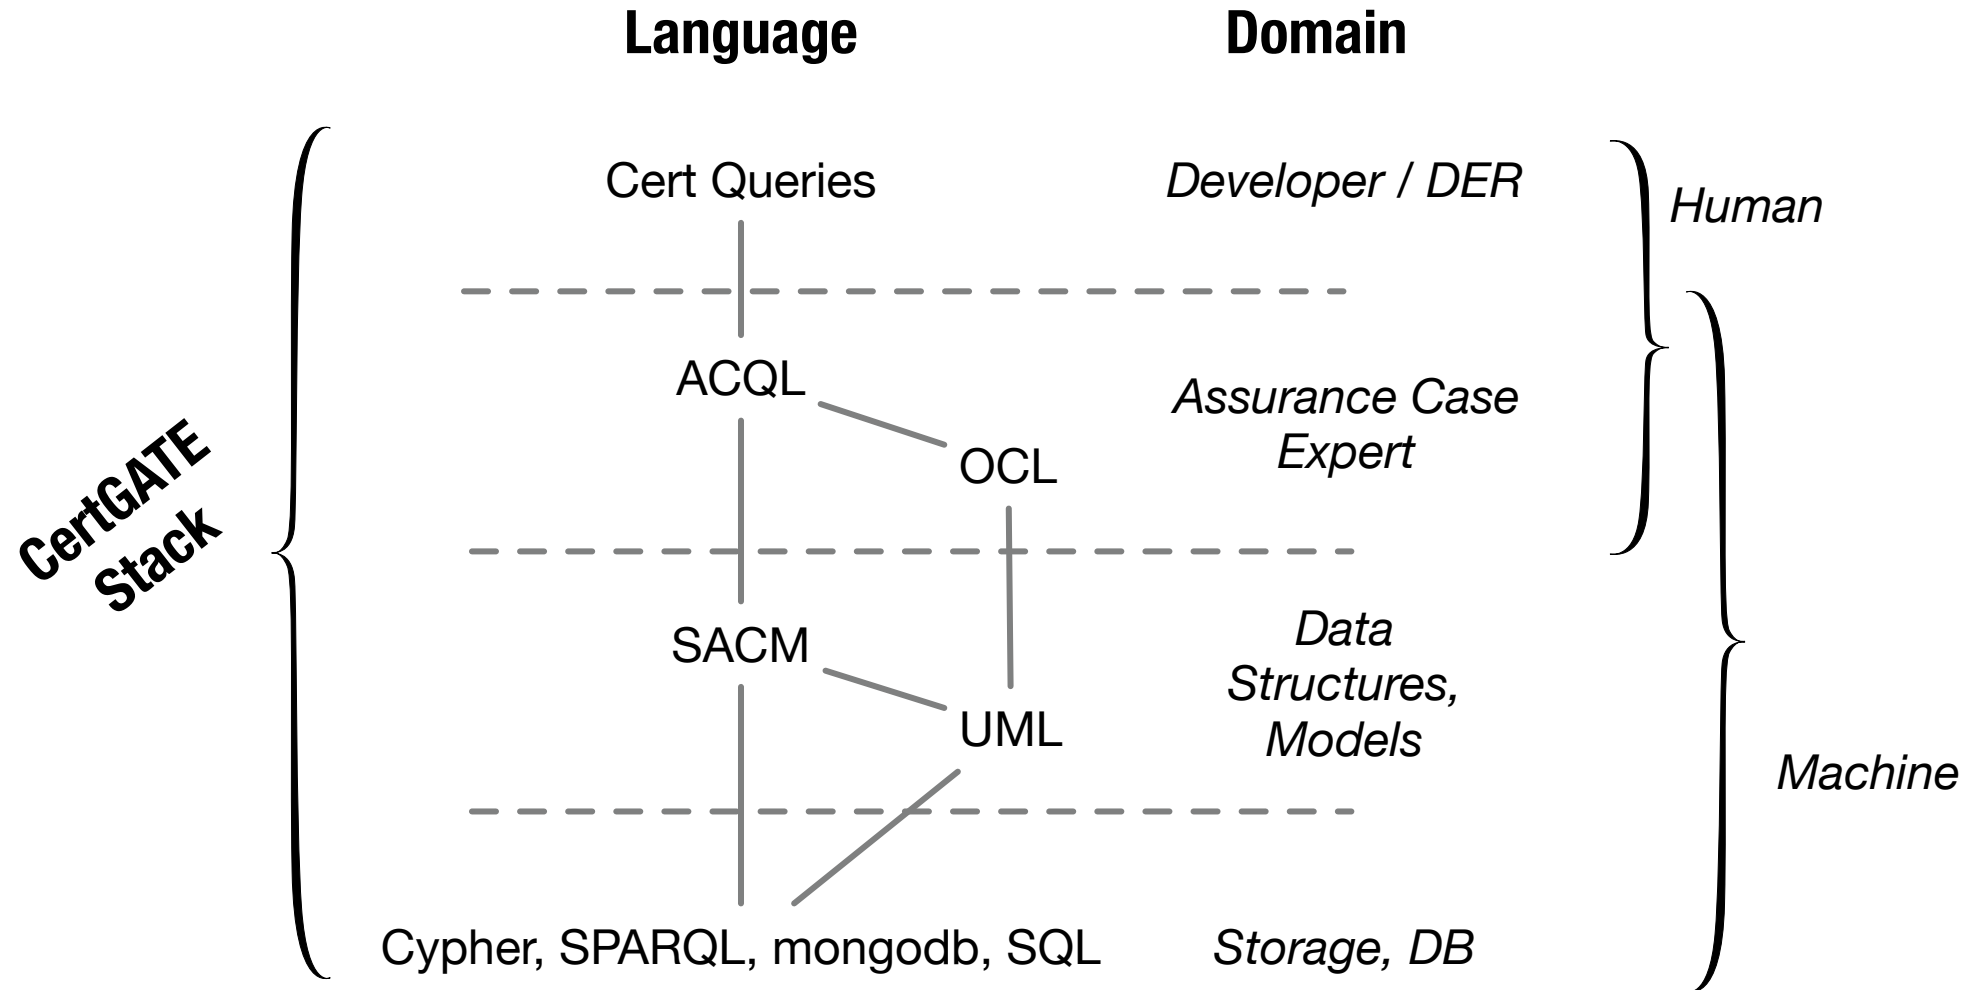 Language
Domain
Cert Queries
Developer / DER
Human
ACQL
Assurance Case
Expert
OCL
CertGATE
Stack
SACM
Data
Structures,
Models
UML
Machine
Cypher, SPARQL, mongodb, SQL
Storage, DB